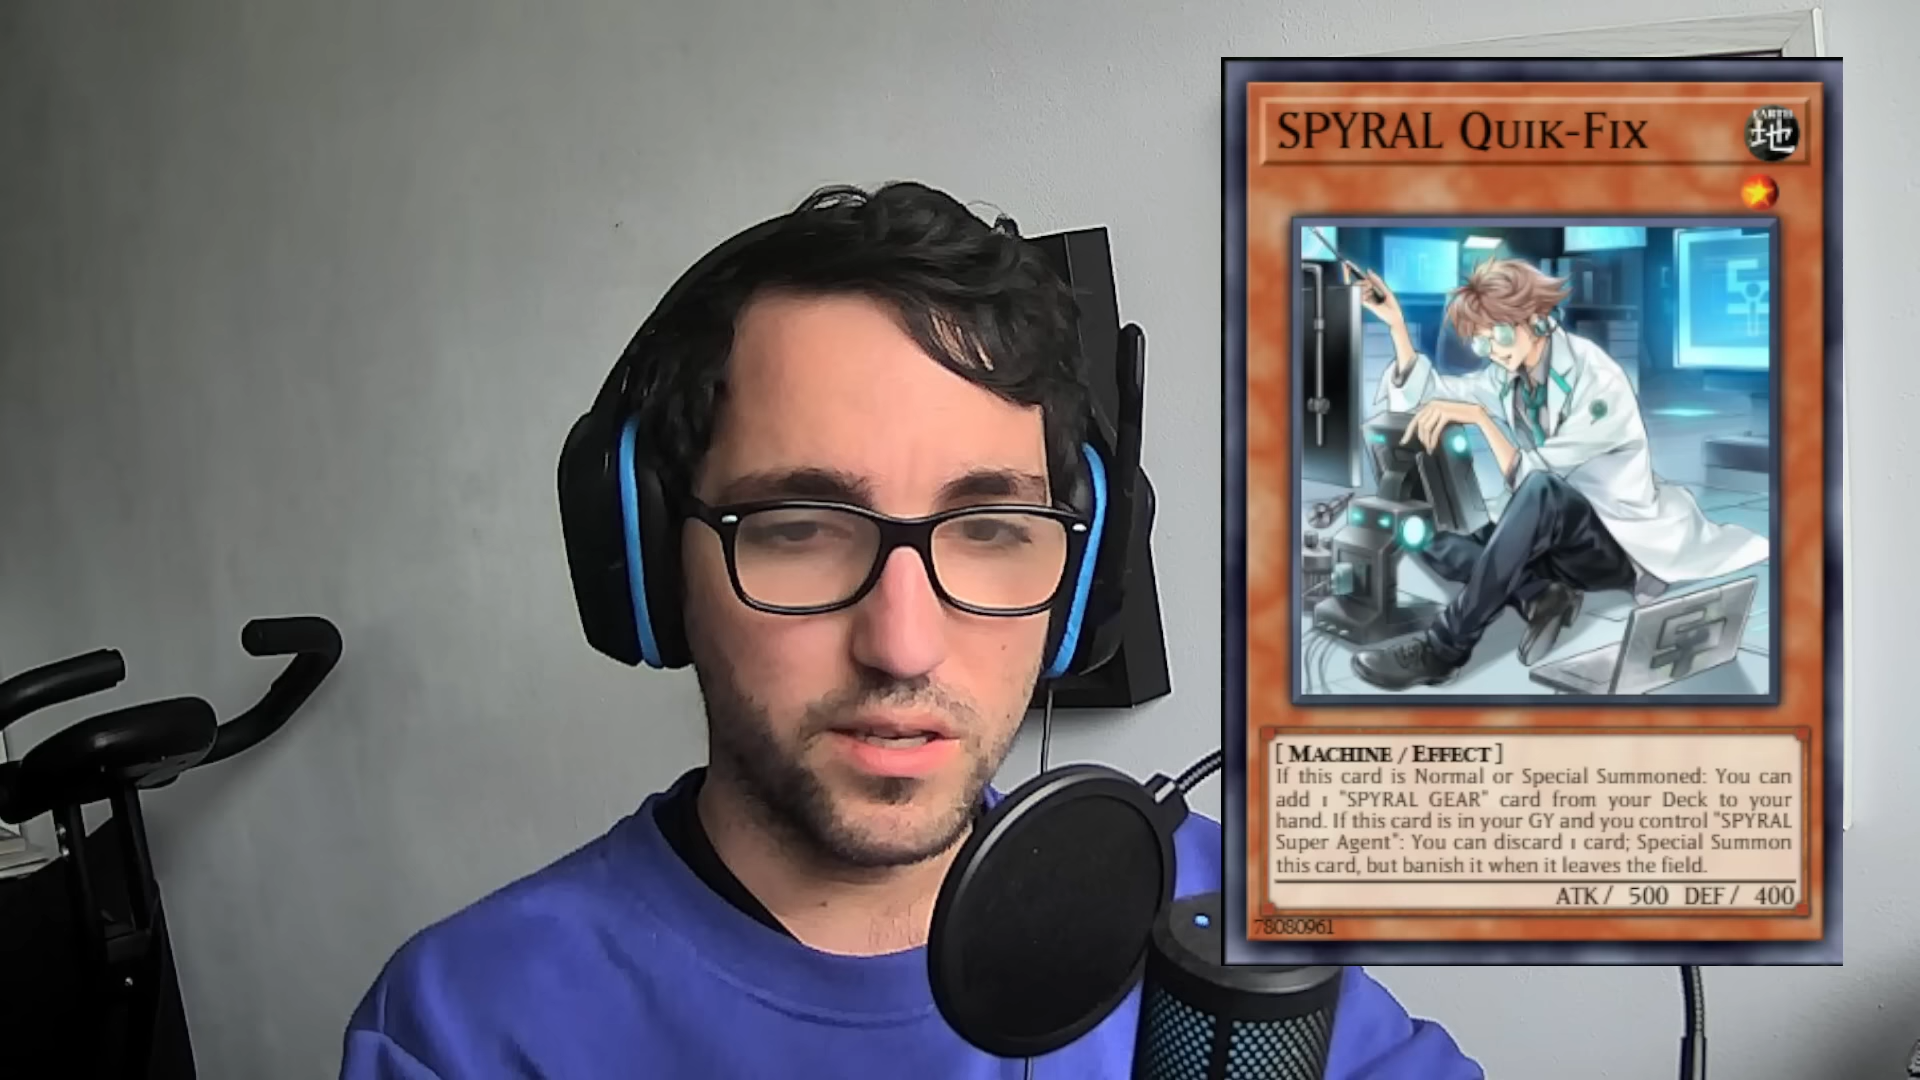 SPYRAL QUIK-FIX
EARTH
地
[ MACHINE / EFFECT ]
If this card is Normal or Special Summoned: You can
add 1 "SPYRAL GEAR" card from your Deck to your
hand. If this card is in your GY and you control "SPYRAL
Super Agent": You can discard 1 card; Special Summon
this card, but banish it when it leaves the field.
ATK / 500 DEF / 400
78080961